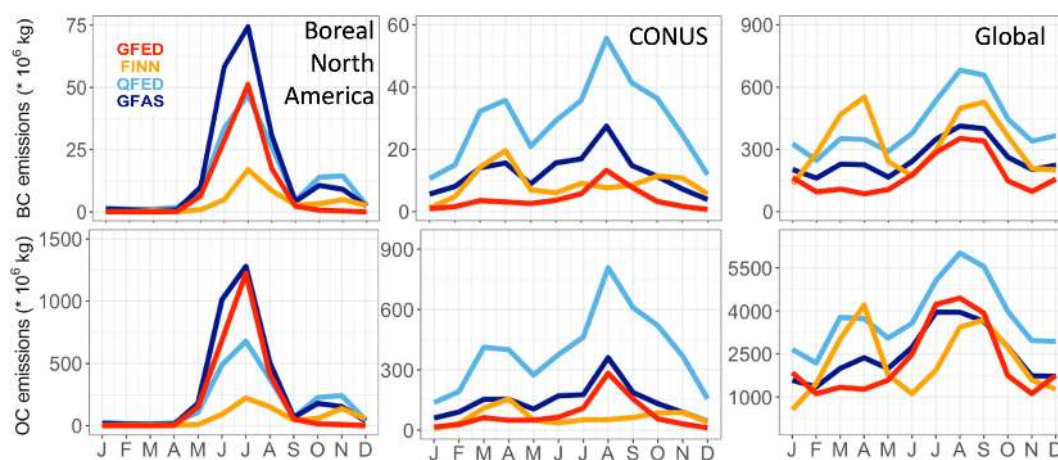 BC emissions (* 10⁶ kg)
75
50
25
0
GFED
FINN
QFED
GFAS
Boreal
North
America
60
40
20
0
CONUS
900
600
300
0
Global
OC emissions (* 10⁶ kg)
1500
1000
500
0
J F M A M J J A S O N D
900
600
300
0
J F M A M J J A S O N D
5500
4000
2500
1000
J F M A M J J A S O N D